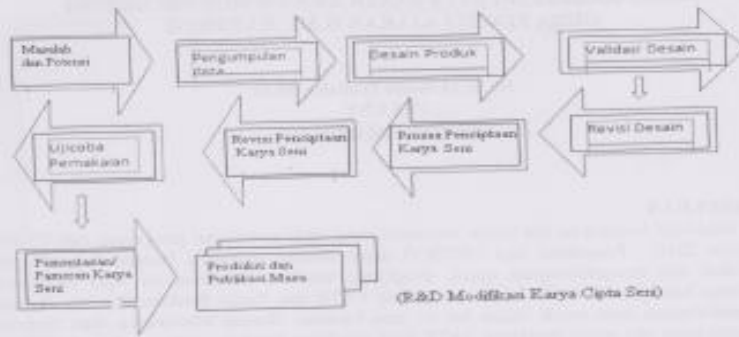 Masalah
dan Potensi
Pengumpulan
Data
Desain Produk
Validasi Desain
Revisi Desain
Proses Penciptaan
Karya Seni
Revisi Penciptaan
Karya Seni
Ujicoba
Pemakaian
Pementasan/
Pameran Karya
Seni
Produksi dan
Publikasi Masa
(R&D Modifikasi Karya Cipta Seni)